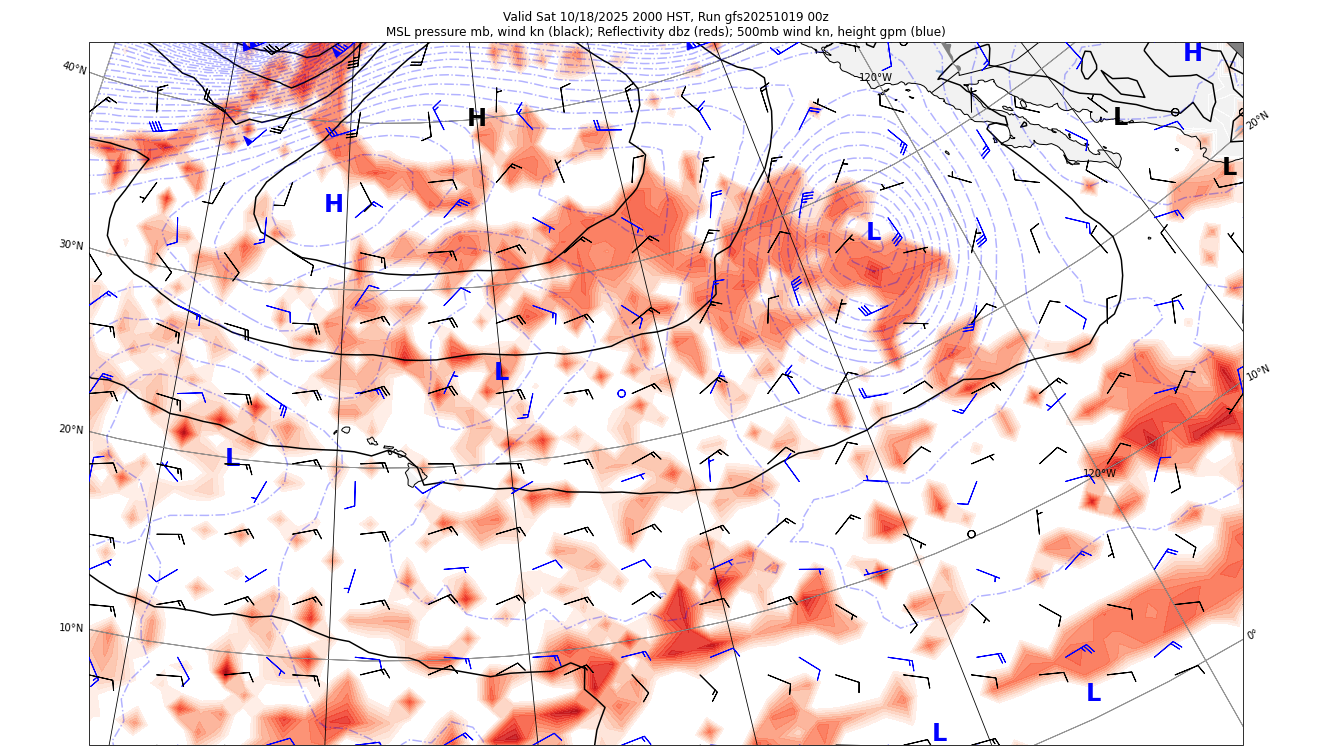 Valid Sat 10/18/2025 2000 HST, Run gfs20251019 00z
MSL pressure mb, wind kn (black); Reflectivity dbz (reds); 500mb wind kn, height gpm (blue)
H
40°N
120°W
H
L
20°N
L
H
L
30°N
L
10°N
20°N
L
120°W
10°N
0°
L
L